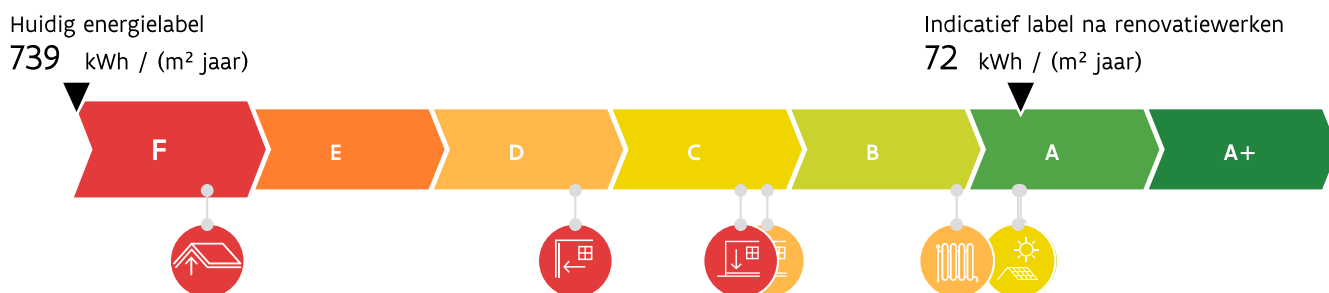 Huidig energielabel
739 kWh / (m² jaar)
Indicatief label na renovatiewerken
72 kWh / (m² jaar)
F E D C B A A+